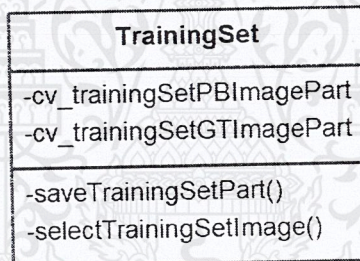 TrainingSet
-cv_trainingSetPBImagePart
-cv_trainingSetGTImagePart
-saveTrainingSetPart()
-selectTrainingSetImage()